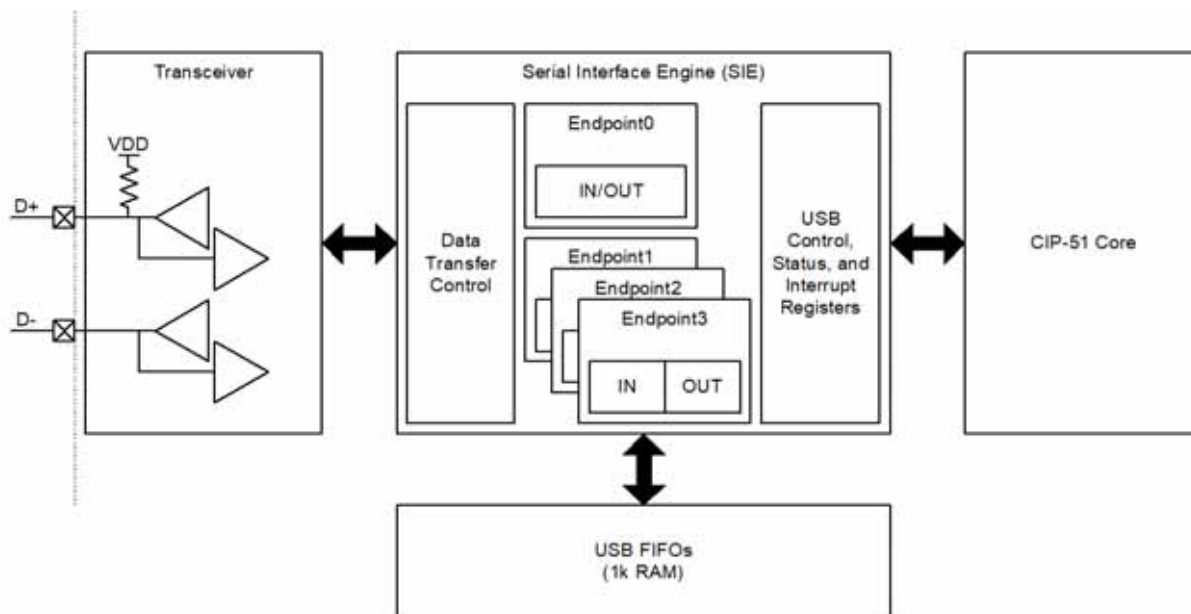 Transceiver
VDD
D+
D-
Serial Interface Engine (SIE)
Data
Transfer
Control
Endpoint0
IN/OUT
Endpoint1
Endpoint2
Endpoint3
IN
OUT
USB
Control,
Status, and
Interrupt
Registers
CIP-51 Core
USB FIFOs
(1k RAM)